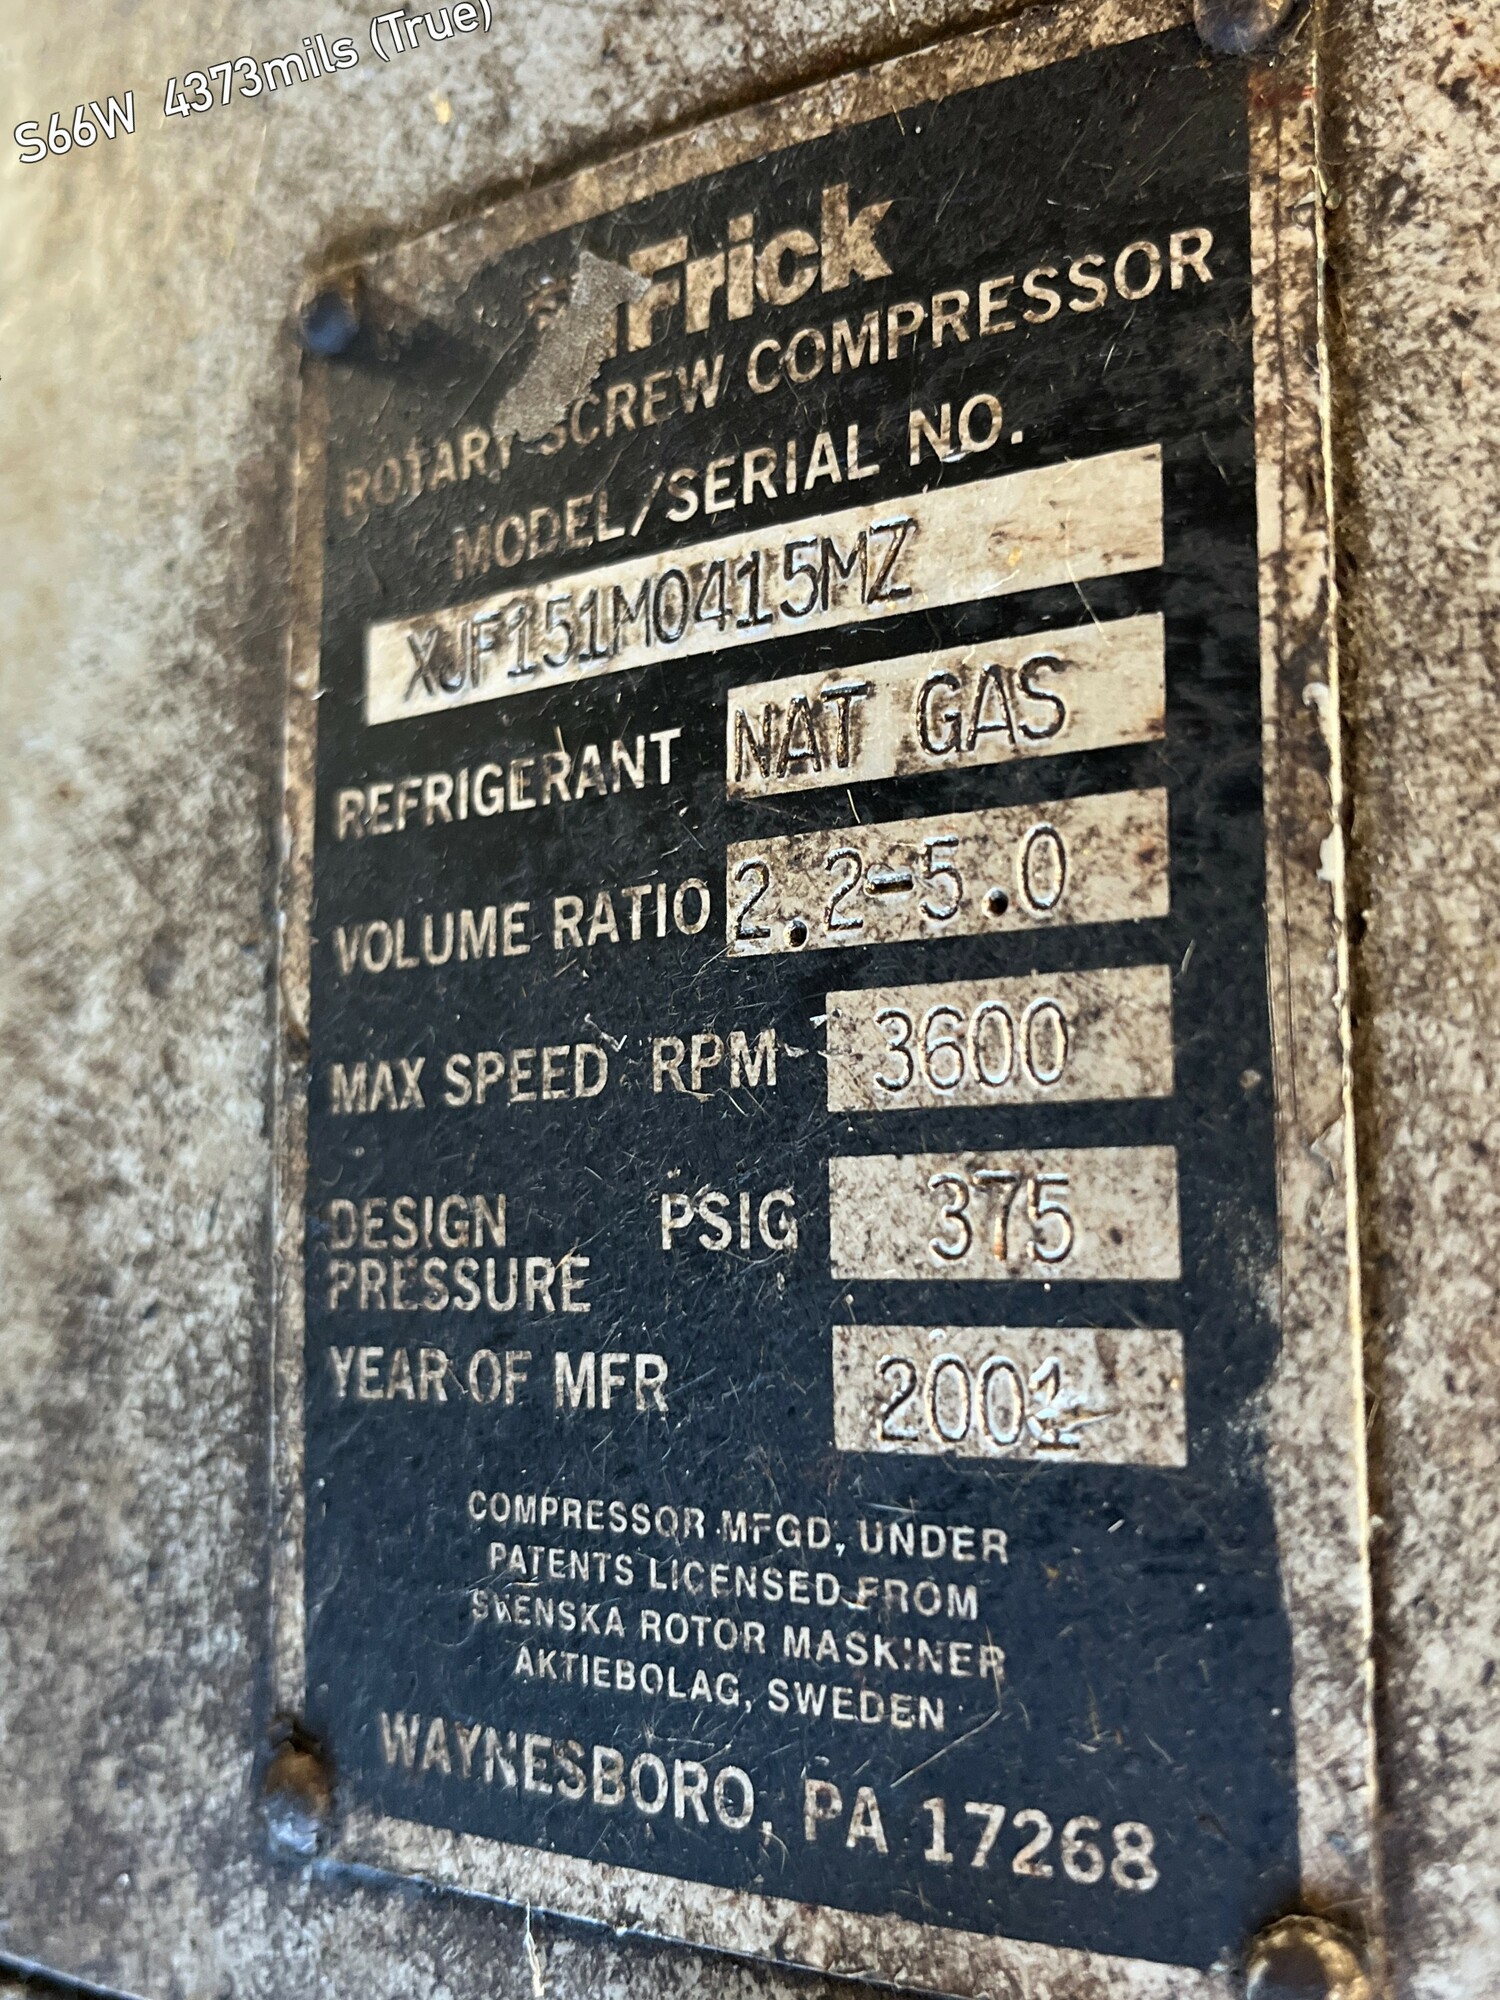 S66W 4373mils (True)
Frick
ROTARY SCREW COMPRESSOR
MODEL/SERIAL NO.
XJF151M0415MZ
REFRIGERANT NAT GAS
VOLUME RATIO 2.2-5.0
MAX SPEED RPM 3600
DESIGN PRESSURE PSIG 375
YEAR OF MFR 2001
COMPRESSOR MFGD, UNDER
PATENTS LICENSED FROM
SVENSKA ROTOR MASKINER
AKTIEBOLAG, SWEDEN
WAYNESBORO, PA 17268